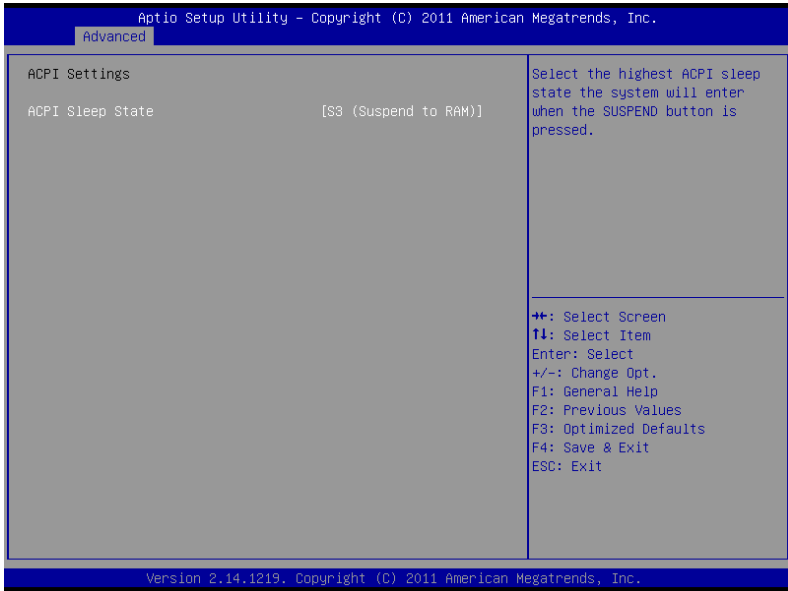 Aptio Setup Utility – Copyright (C) 2011 American Megatrends, Inc.
Advanced
ACPI Settings
ACPI Sleep State [S3 (Suspend to RAM)]
Select the highest ACPI sleep
state the system will enter
when the SUSPEND button is
pressed.
→←: Select Screen
↑↓: Select Item
Enter: Select
+/-: Change Opt.
F1: General Help
F2: Previous Values
F3: Optimized Defaults
F4: Save & Exit
ESC: Exit
Version 2.14.1219. Copyright (C) 2011 American Megatrends, Inc.